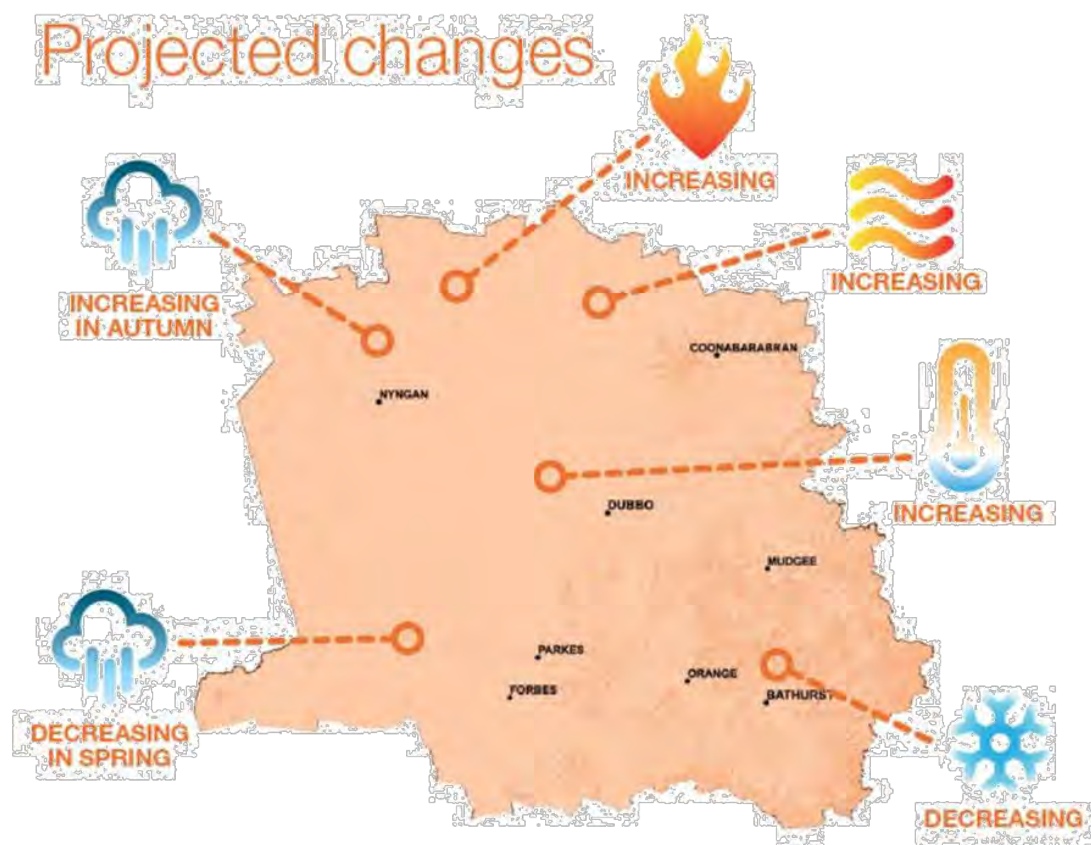 Projected changes
INCREASING
INCREASING
IN AUTUMN
INCREASING
COONABARABRAN
NYNGAN
INCREASING
DUBBO
MUDGEE
PARKES
FORBES
ORANGE
BATHURST
DECREASING
IN SPRING
DECREASING